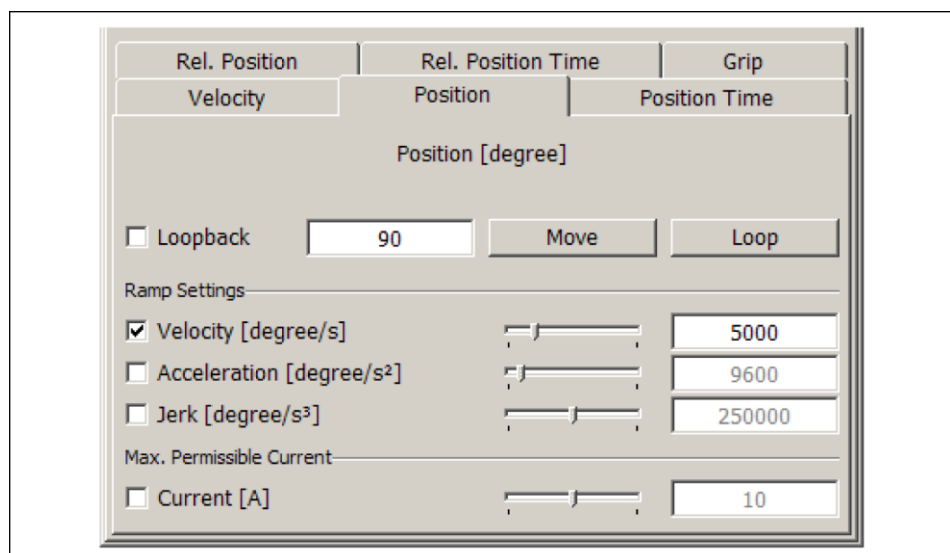 Rel. Position Rel. Position Time Grip
Velocity Position Position Time
Position [degree]
Loopback 90 Move Loop
Ramp Settings
Velocity [degree/s] 5000
Acceleration [degree/s²] 9600
Jerk [degree/s³] 250000
Max. Permissible Current
Current [A] 10